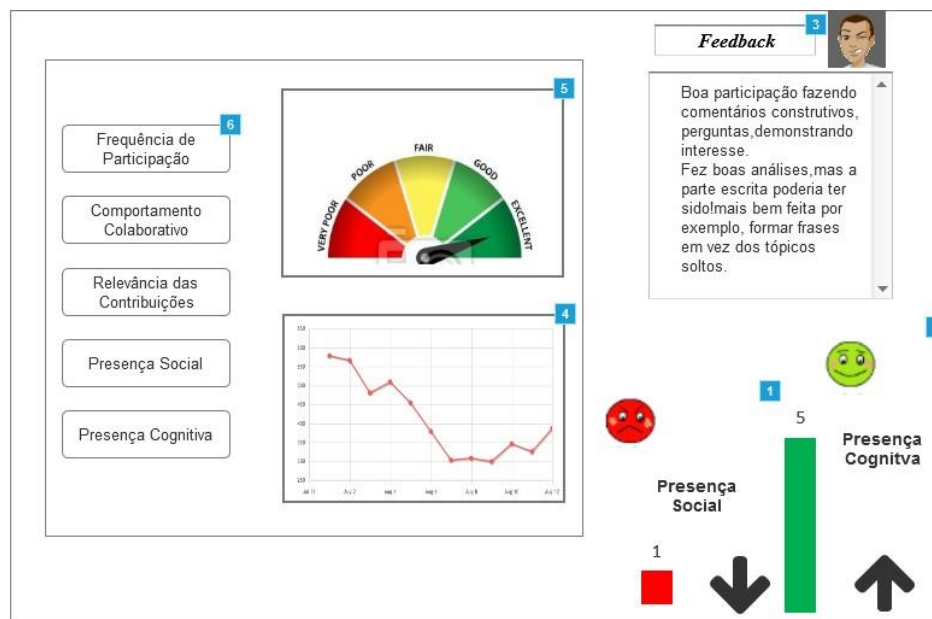 3
Feedback
Boa participação fazendo
comentários construtivos,
perguntas,demonstrando
interesse.
Fez boas análises,mas a
parte escrita poderia ter
sido!mais bem feita por
exemplo, formar frases
em vez dos tópicos
soltos.
6
Frequência de
Participação
Comportamento
Colaborativo
Relevância das
Contribuições
Presença Social
Presença Cognitiva
5
VERY POOR
POOR
FAIR
GOOD
EXCELLENT
4
1
5
Presença
Cognitva
Presença
Social
1